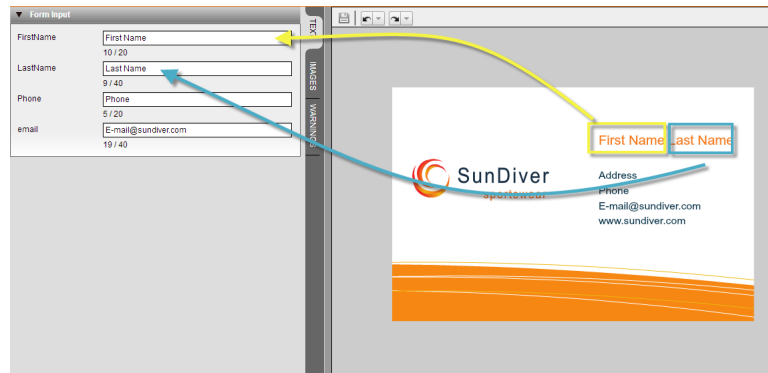 Form Input
FirstName
First Name
10 / 20
LastName
Last Name
9 / 40
Phone
Phone
5 / 20
email
E-mail@sundiver.com
19 / 40
TEXT
IMAGES
WARNINGS
First Name Last Name
SunDiver
sportswear
Address
Phone
E-mail@sundiver.com
www.sundiver.com